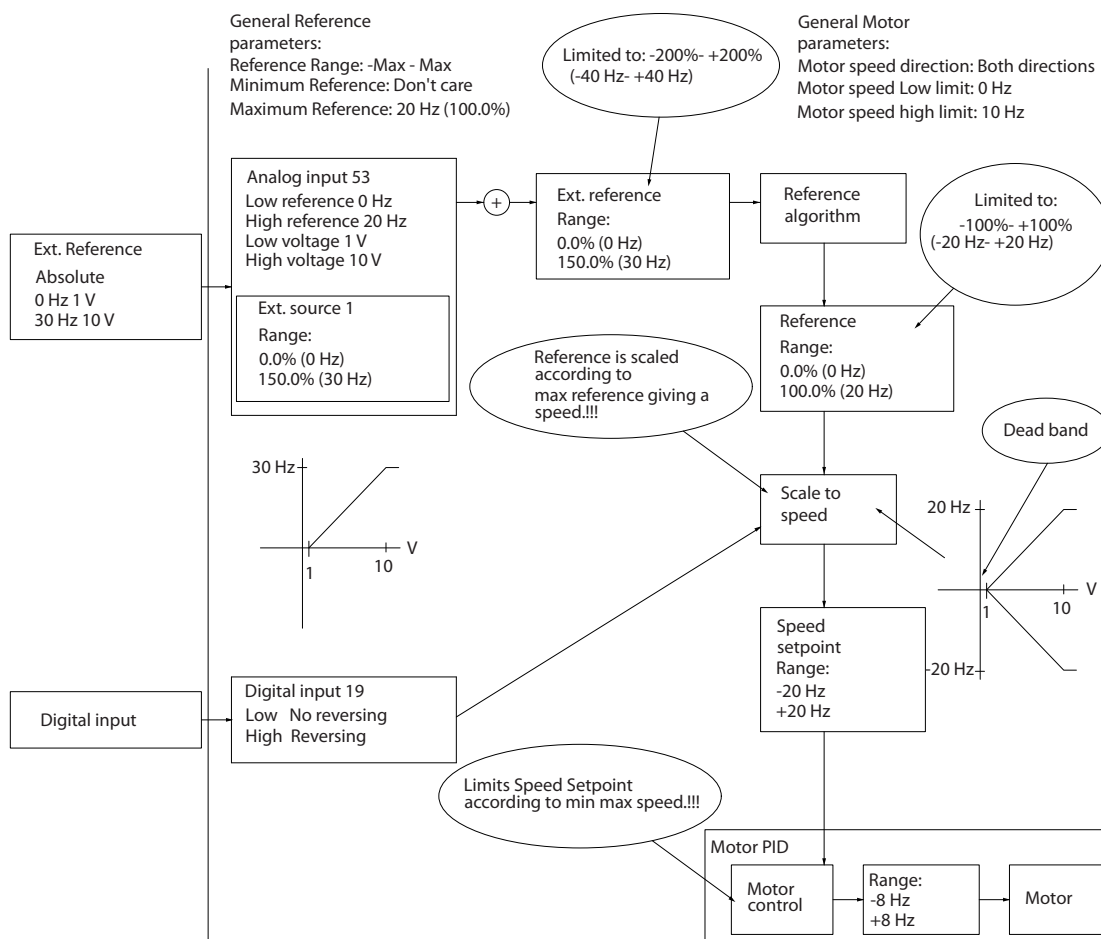 General Reference
parameters:
Reference Range: -Max - Max
Minimum Reference: Don't care
Maximum Reference: 20 Hz (100.0%)
Limited to: -200%- +200%
(-40 Hz- +40 Hz)
General Motor
parameters:
Motor speed direction: Both directions
Motor speed Low limit: 0 Hz
Motor speed high limit: 10 Hz
Ext. Reference
Absolute
0 Hz 1 V
30 Hz 10 V
Analog input 53
Low reference 0 Hz
High reference 20 Hz
Low voltage 1 V
High voltage 10 V
Ext. source 1
Range:
0.0% (0 Hz)
150.0% (30 Hz)
+
Ext. reference
Range:
0.0% (0 Hz)
150.0% (30 Hz)
Reference
algorithm
Limited to:
-100%- +100%
(-20 Hz- +20 Hz)
Reference
Range:
0.0% (0 Hz)
100.0% (20 Hz)
Reference is scaled
according to
max reference giving a
speed.!!!
Dead band
30 Hz
1
10
V
Scale to
speed
20 Hz
1
10
V
-20 Hz
Speed
setpoint
Range:
-20 Hz
+20 Hz
Digital input
Digital input 19
Low No reversing
High Reversing
Limits Speed Setpoint
according to min max speed.!!!
Motor PID
Motor
control
Range:
-8 Hz
+8 Hz
Motor